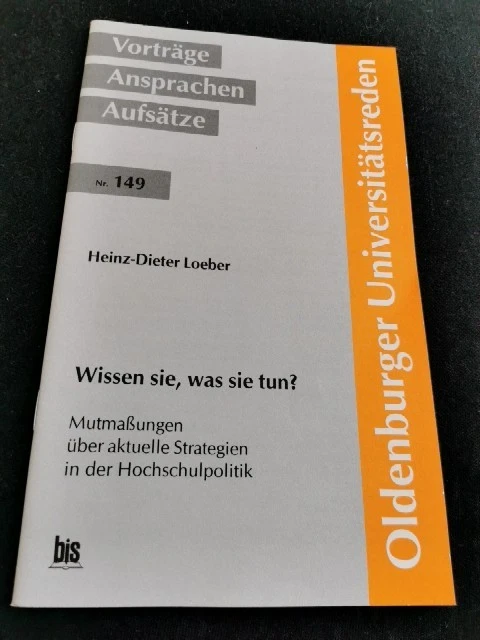 Vorträge
Ansprachen
Aufsätze
Nr. 149
Heinz-Dieter Loeber
Wissen sie, was sie tun?
Mutmaßungen
über aktuelle Strategien
in der Hochschulpolitik
bis
Oldenburger Universitätsreden